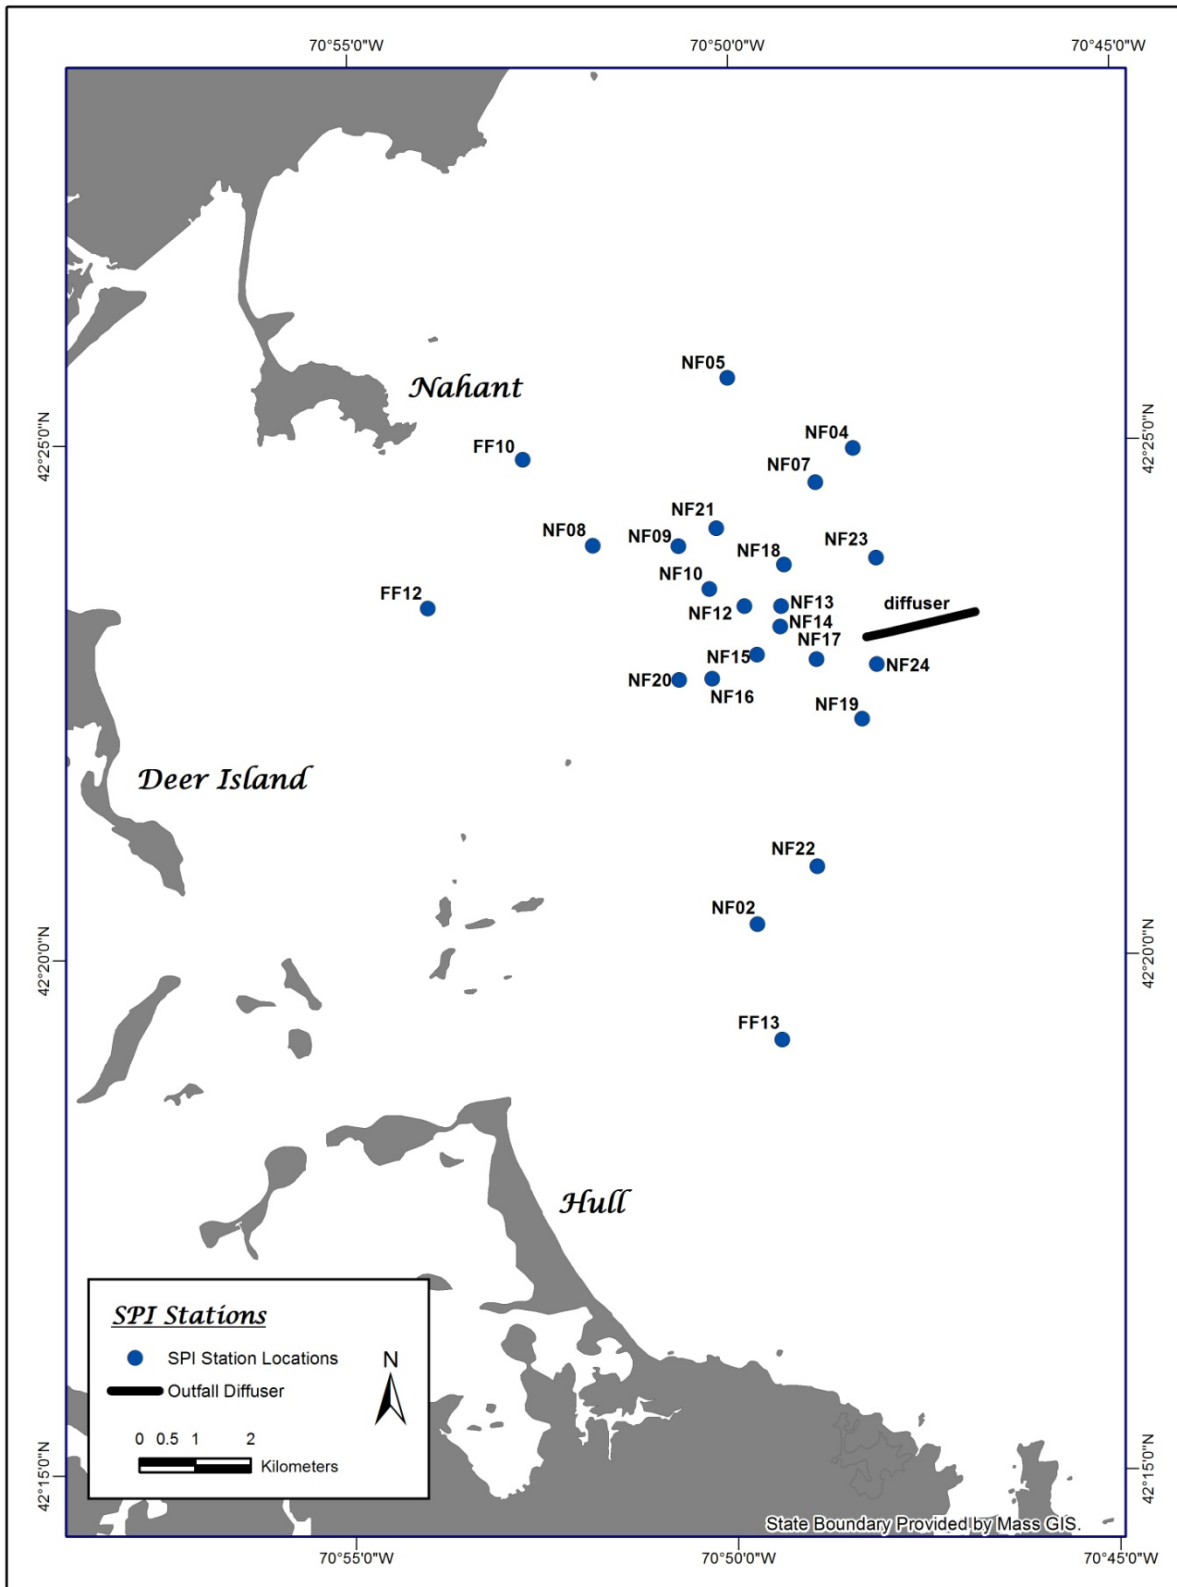 70°55'0"W
70°50'0"W
70°45'0"W
NF05
Nahant
42°25'0"N
42°25'0"N
NF04
FF10
NF07
NF21
NF08
NF09
NF23
NF18
NF10
FF12
diffuser
NF12
NF13
NF14
NF17
NF15
NF24
NF20
NF16
NF19
Deer Island
NF22
NF02
42°20'0"N
42°20'0"N
FF13
Hull
SPI Stations
SPI Station Locations
N
Outfall Diffuser
0 0.5 1 2
Kilometers
42°15'0"N
42°15'0"N
State Boundary Provided by Mass GIS.
70°55'0"W
70°50'0"W
70°45'0"W